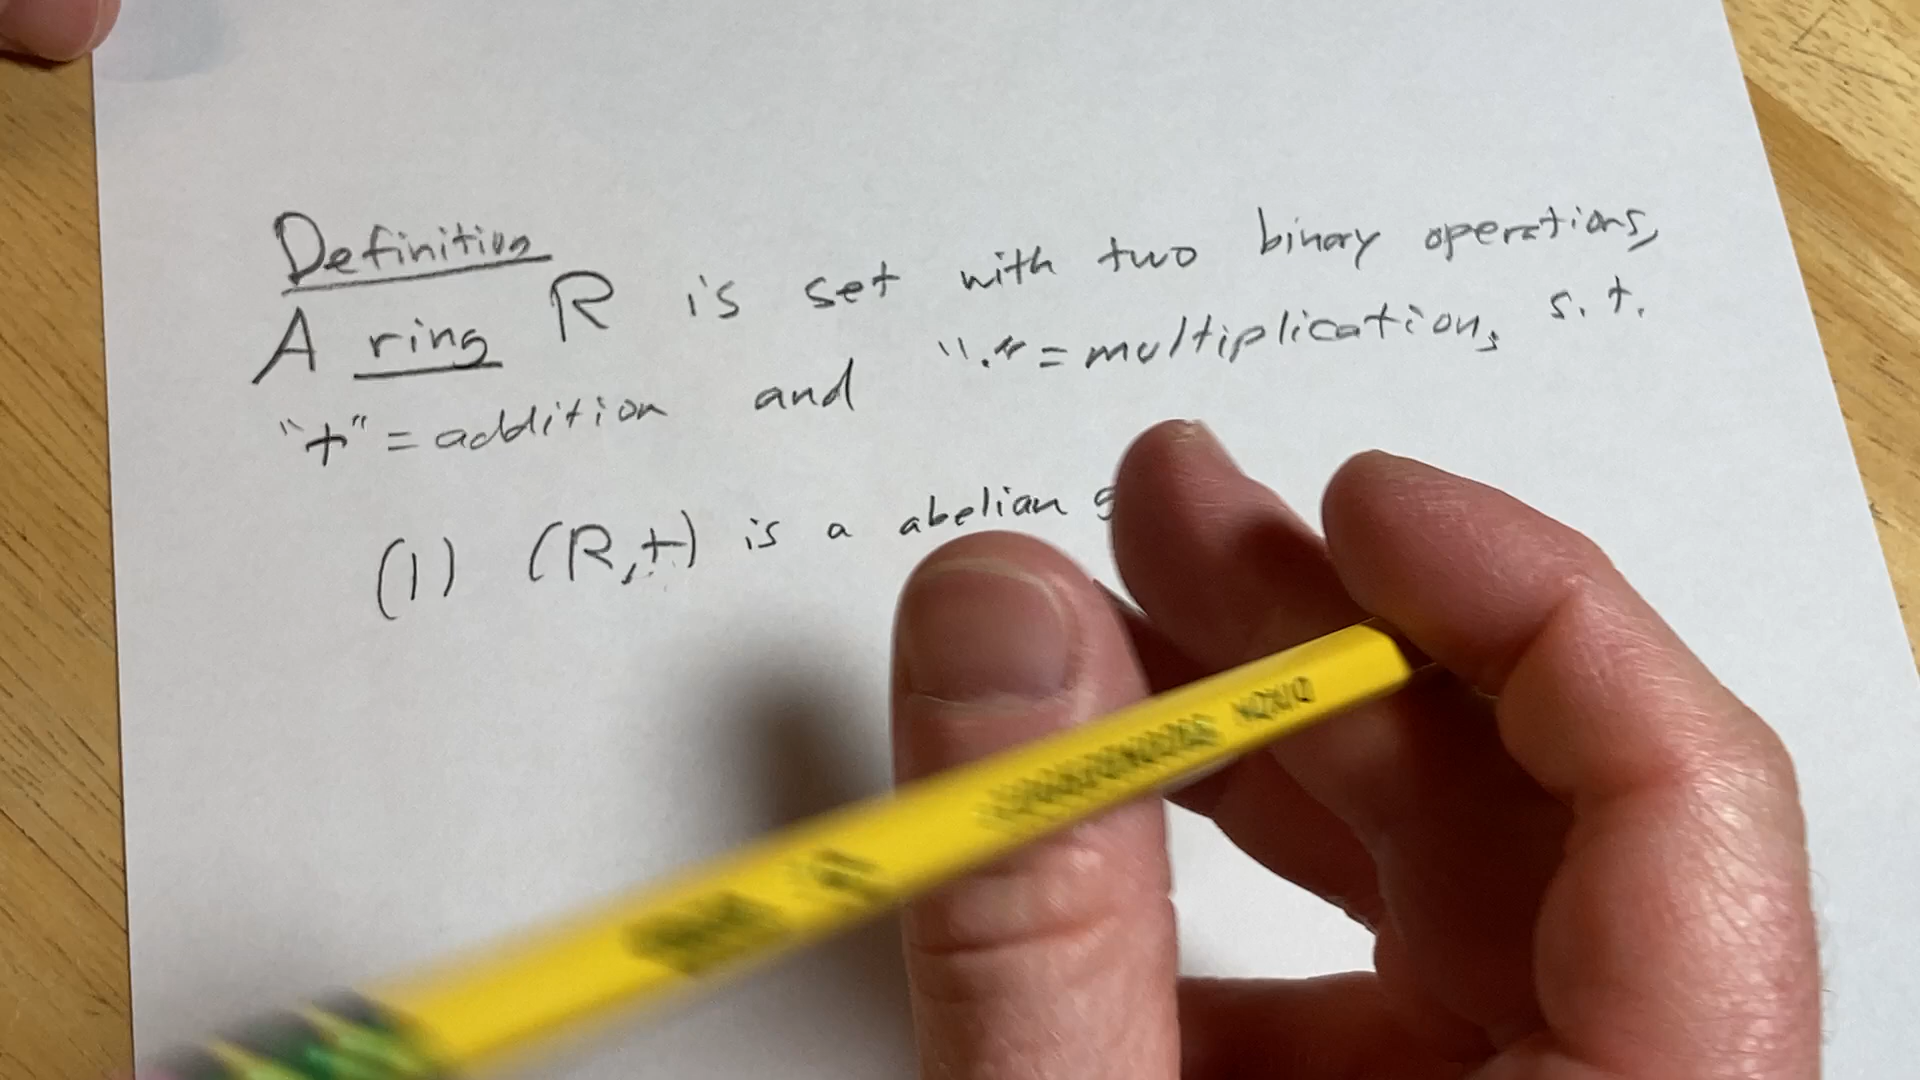 Definition
A ring R is set with two binary operations,
"+" = addition and "·" = multiplication, s.t.
(1) (R,+) is a abelian